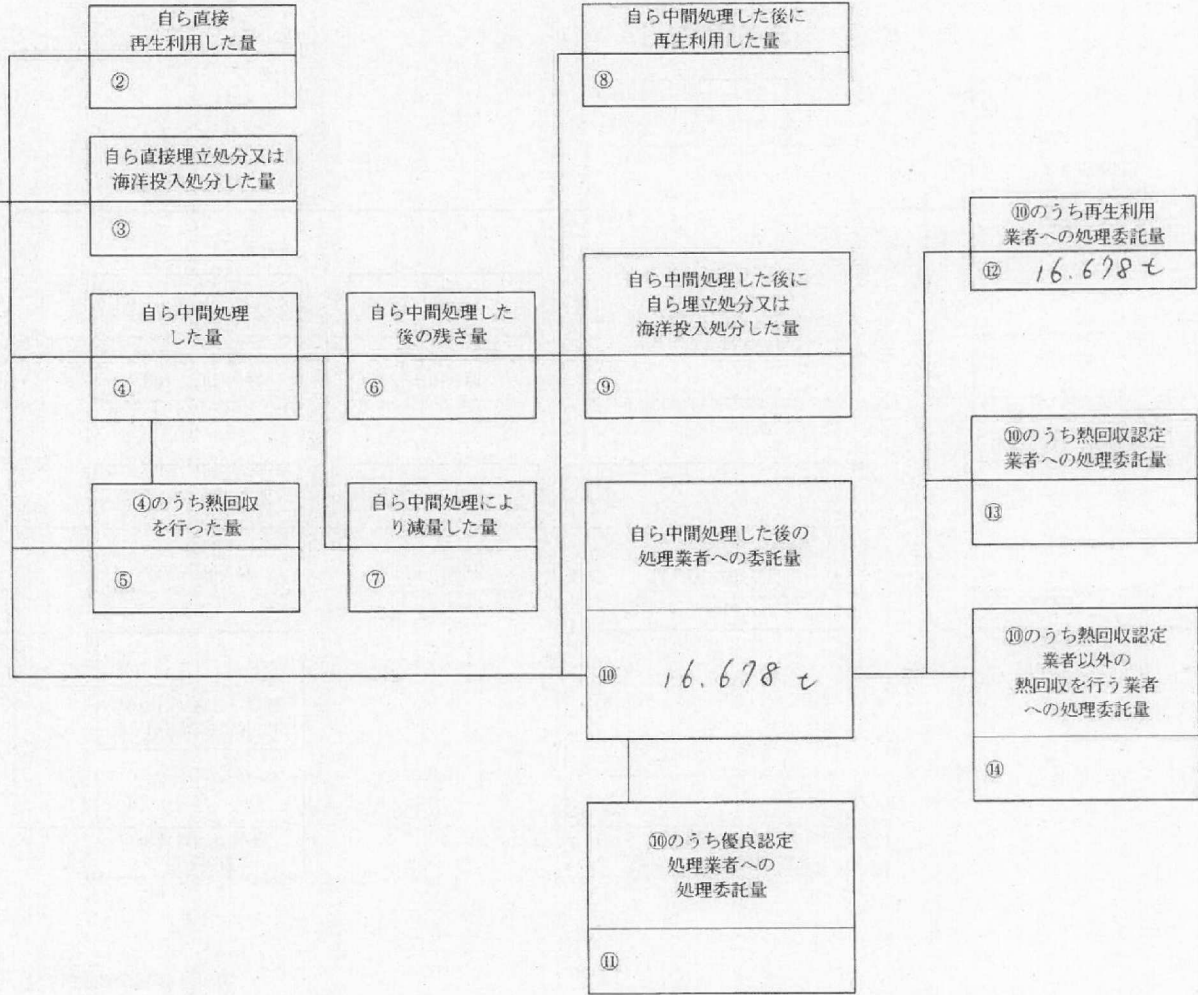 自ら直接
再生利用した量
②
自ら直接埋立処分又は
海洋投入処分した量
③
自ら中間処理
した量
④
④のうち熱回収
を行った量
⑤
自ら中間処理した
後の残さ量
⑥
自ら中間処理によ
り減量した量
⑦
自ら中間処理した後に
再生利用した量
⑧
自ら中間処理した後に
自ら埋立処分又は
海洋投入処分した量
⑨
自ら中間処理した後の
処理業者への委託量
⑩ 16.678 t
⑩のうち優良認定
処理業者への
処理委託量
⑪
⑩のうち再生利用
業者への処理委託量
⑫ 16.678 t
⑩のうち熱回収認定
業者への処理委託量
⑬
⑩のうち熱回収認定
業者以外の
熱回収を行う業者
への処理委託量
⑭